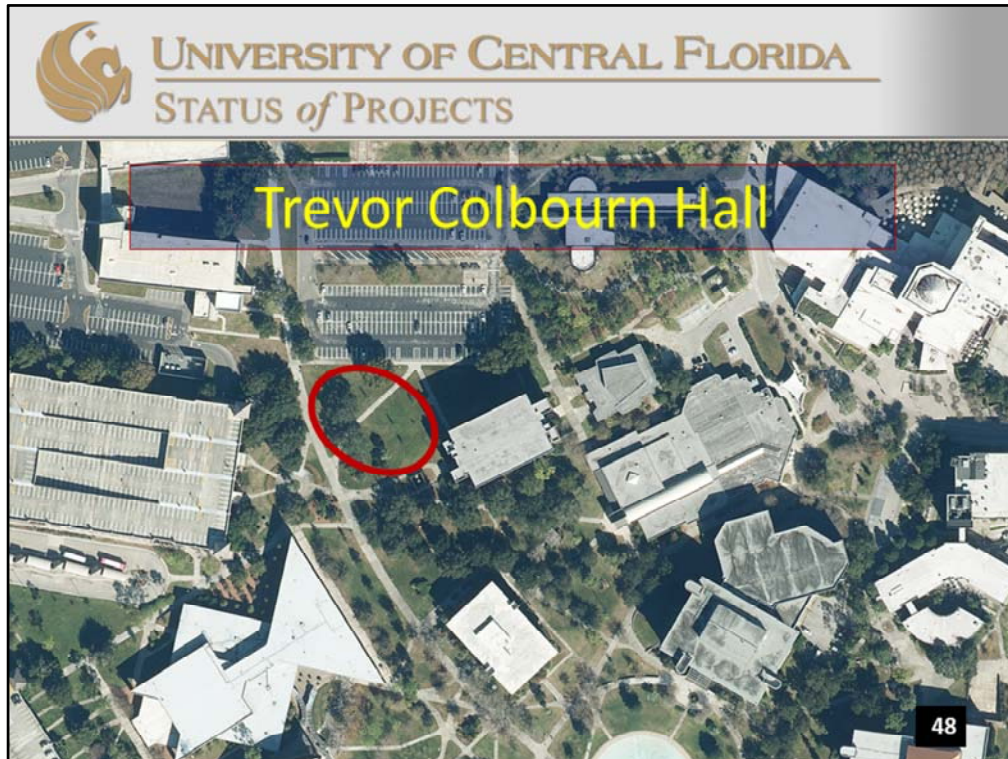 UNIVERSITY OF CENTRAL FLORIDA
STATUS of PROJECTS
Trevor Colbourn Hall
48